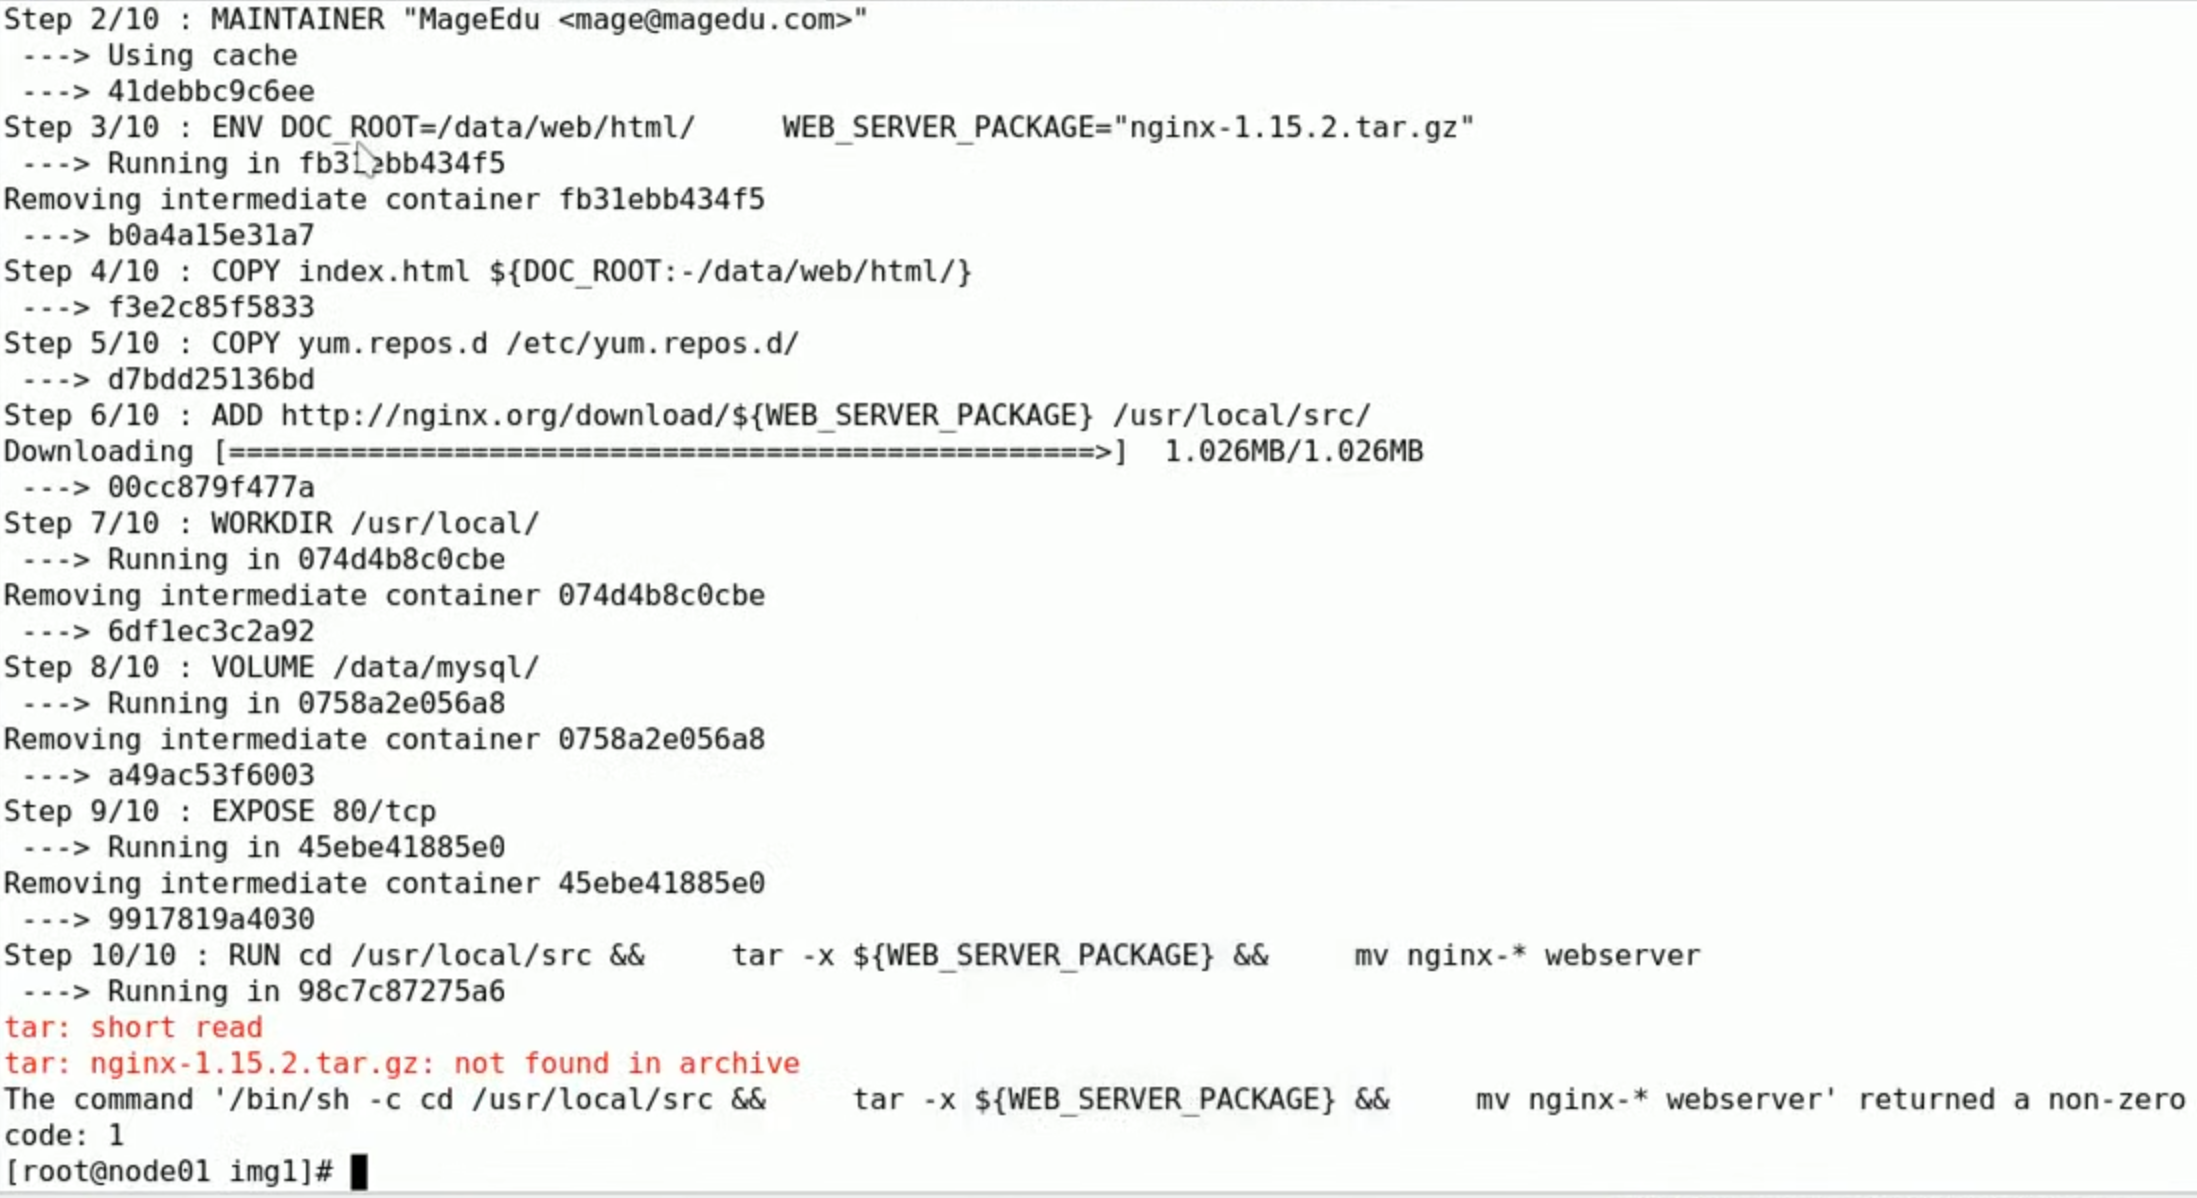 Step 2/10 : MAINTAINER "MageEdu <mage@magedu.com>"
 ---> Using cache
 ---> 41debbc9c6ee
Step 3/10 : ENV DOC_ROOT=/data/web/html/     WEB_SERVER_PACKAGE="nginx-1.15.2.tar.gz"
 ---> Running in fb31ebb434f5
Removing intermediate container fb31ebb434f5
 ---> b0a4a15e31a7
Step 4/10 : COPY index.html ${DOC_ROOT:-/data/web/html/}
 ---> f3e2c85f5833
Step 5/10 : COPY yum.repos.d /etc/yum.repos.d/
 ---> d7bdd25136bd
Step 6/10 : ADD http://nginx.org/download/${WEB_SERVER_PACKAGE} /usr/local/src/
Downloading [==================================================>]  1.026MB/1.026MB
 ---> 00cc879f477a
Step 7/10 : WORKDIR /usr/local/
 ---> Running in 074d4b8c0cbe
Removing intermediate container 074d4b8c0cbe
 ---> 6df1ec3c2a92
Step 8/10 : VOLUME /data/mysql/
 ---> Running in 0758a2e056a8
Removing intermediate container 0758a2e056a8
 ---> a49ac53f6003
Step 9/10 : EXPOSE 80/tcp
 ---> Running in 45ebe41885e0
Removing intermediate container 45ebe41885e0
 ---> 9917819a4030
Step 10/10 : RUN cd /usr/local/src &&     tar -x ${WEB_SERVER_PACKAGE} &&     mv nginx-* webserver
 ---> Running in 98c7c87275a6
tar: short read
tar: nginx-1.15.2.tar.gz: not found in archive
The command '/bin/sh -c cd /usr/local/src &&     tar -x ${WEB_SERVER_PACKAGE} &&     mv nginx-* webserver' returned a non-zero
code: 1
[root@node01 img1]#